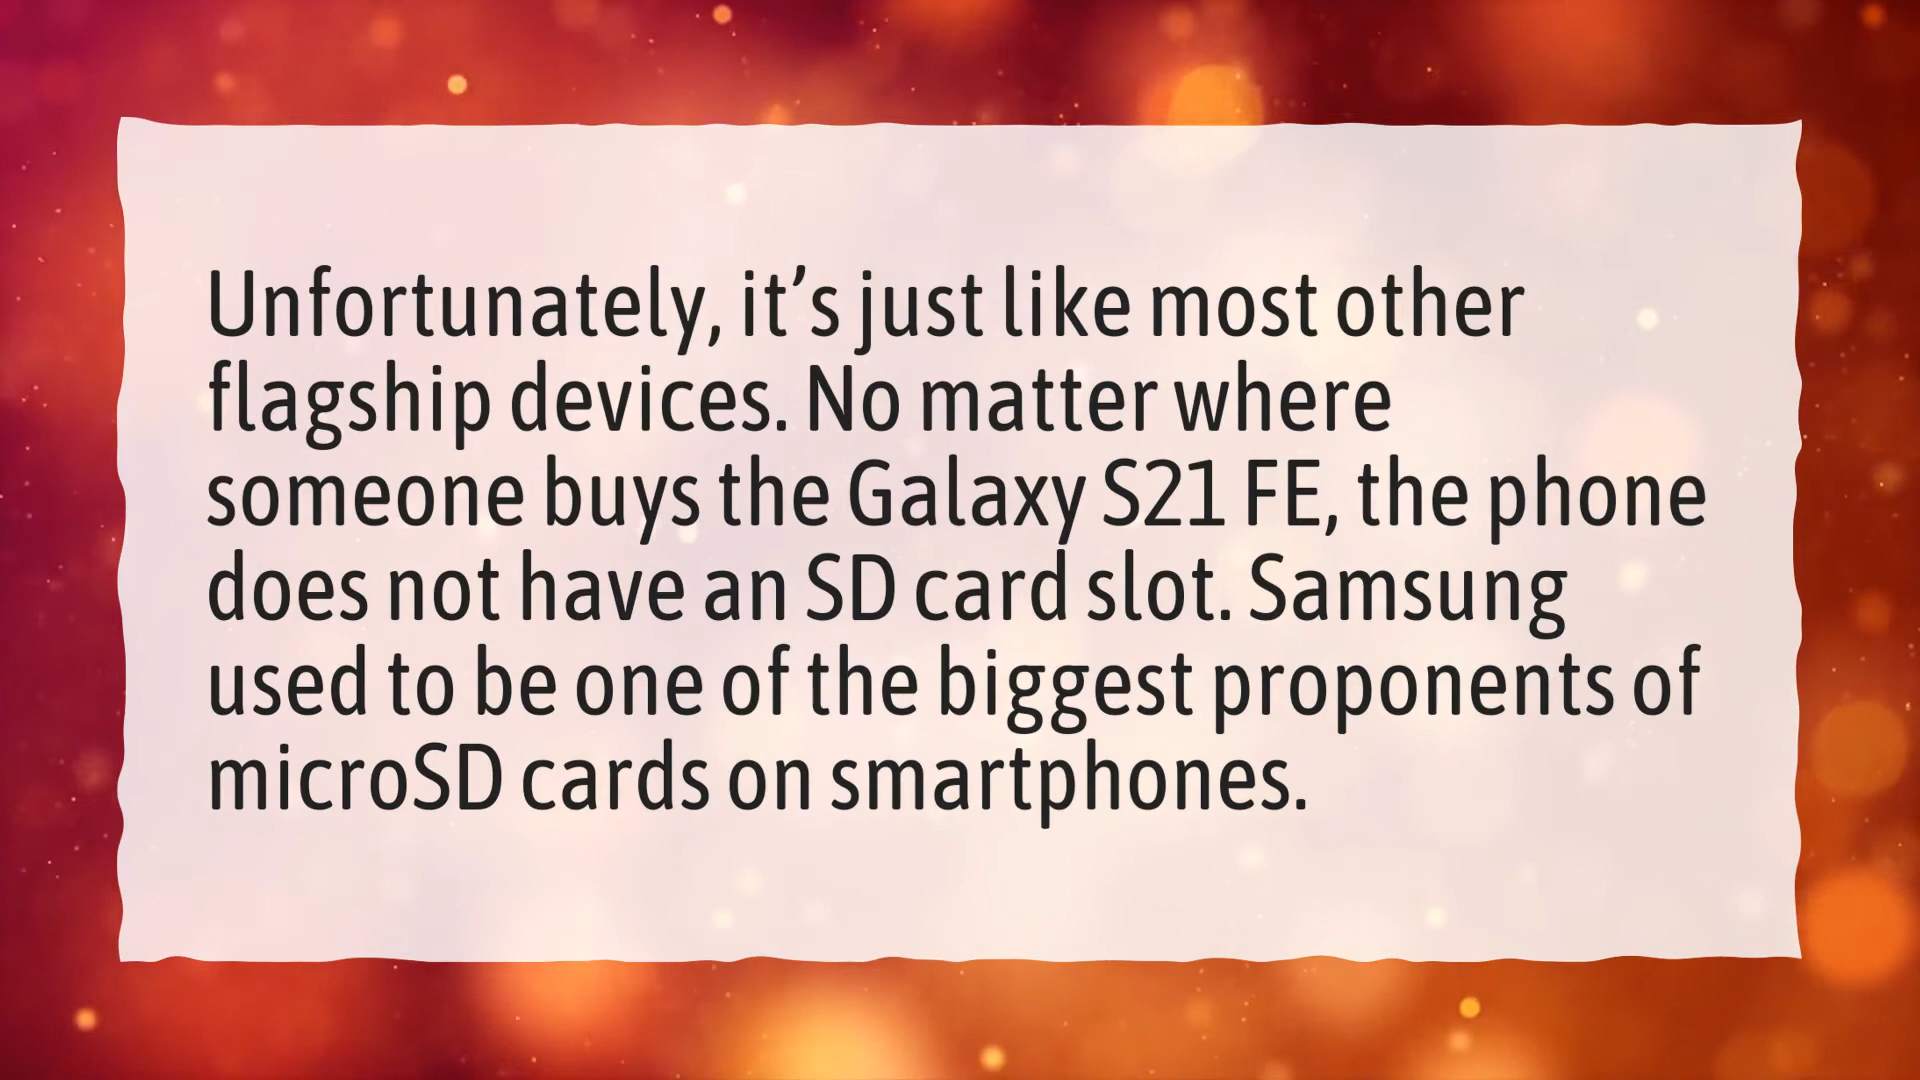 Unfortunately, it’s just like most other
flagship devices. No matter where
someone buys the Galaxy S21 FE, the phone
does not have an SD card slot. Samsung
used to be one of the biggest proponents of
microSD cards on smartphones.